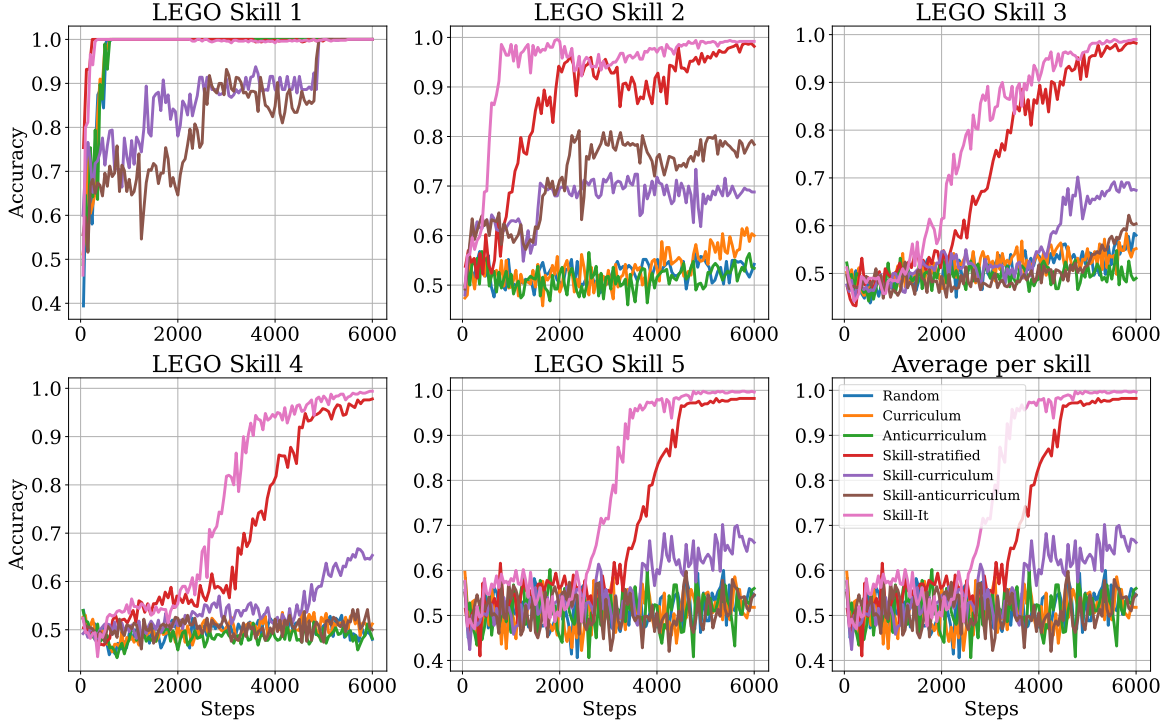 LEGO Skill 1
LEGO Skill 2
LEGO Skill 3
Accuracy
1.0
0.9
0.8
0.7
0.6
0.5
0.4
0 2000 4000 6000
1.0
0.9
0.8
0.7
0.6
0.5
0 2000 4000 6000
1.0
0.9
0.8
0.7
0.6
0.5
0 2000 4000 6000
LEGO Skill 4
LEGO Skill 5
Average per skill
Accuracy
1.0
0.9
0.8
0.7
0.6
0.5
0 2000 4000 6000
Steps
1.0
0.9
0.8
0.7
0.6
0.5
0.4
0 2000 4000 6000
Steps
1.0
0.9
0.8
0.7
0.6
0.5
0.4
Random
Curriculum
Anticurriculum
Skill-stratified
Skill-curriculum
Skill-anticurriculum
Skill-It
0 2000 4000 6000
Steps